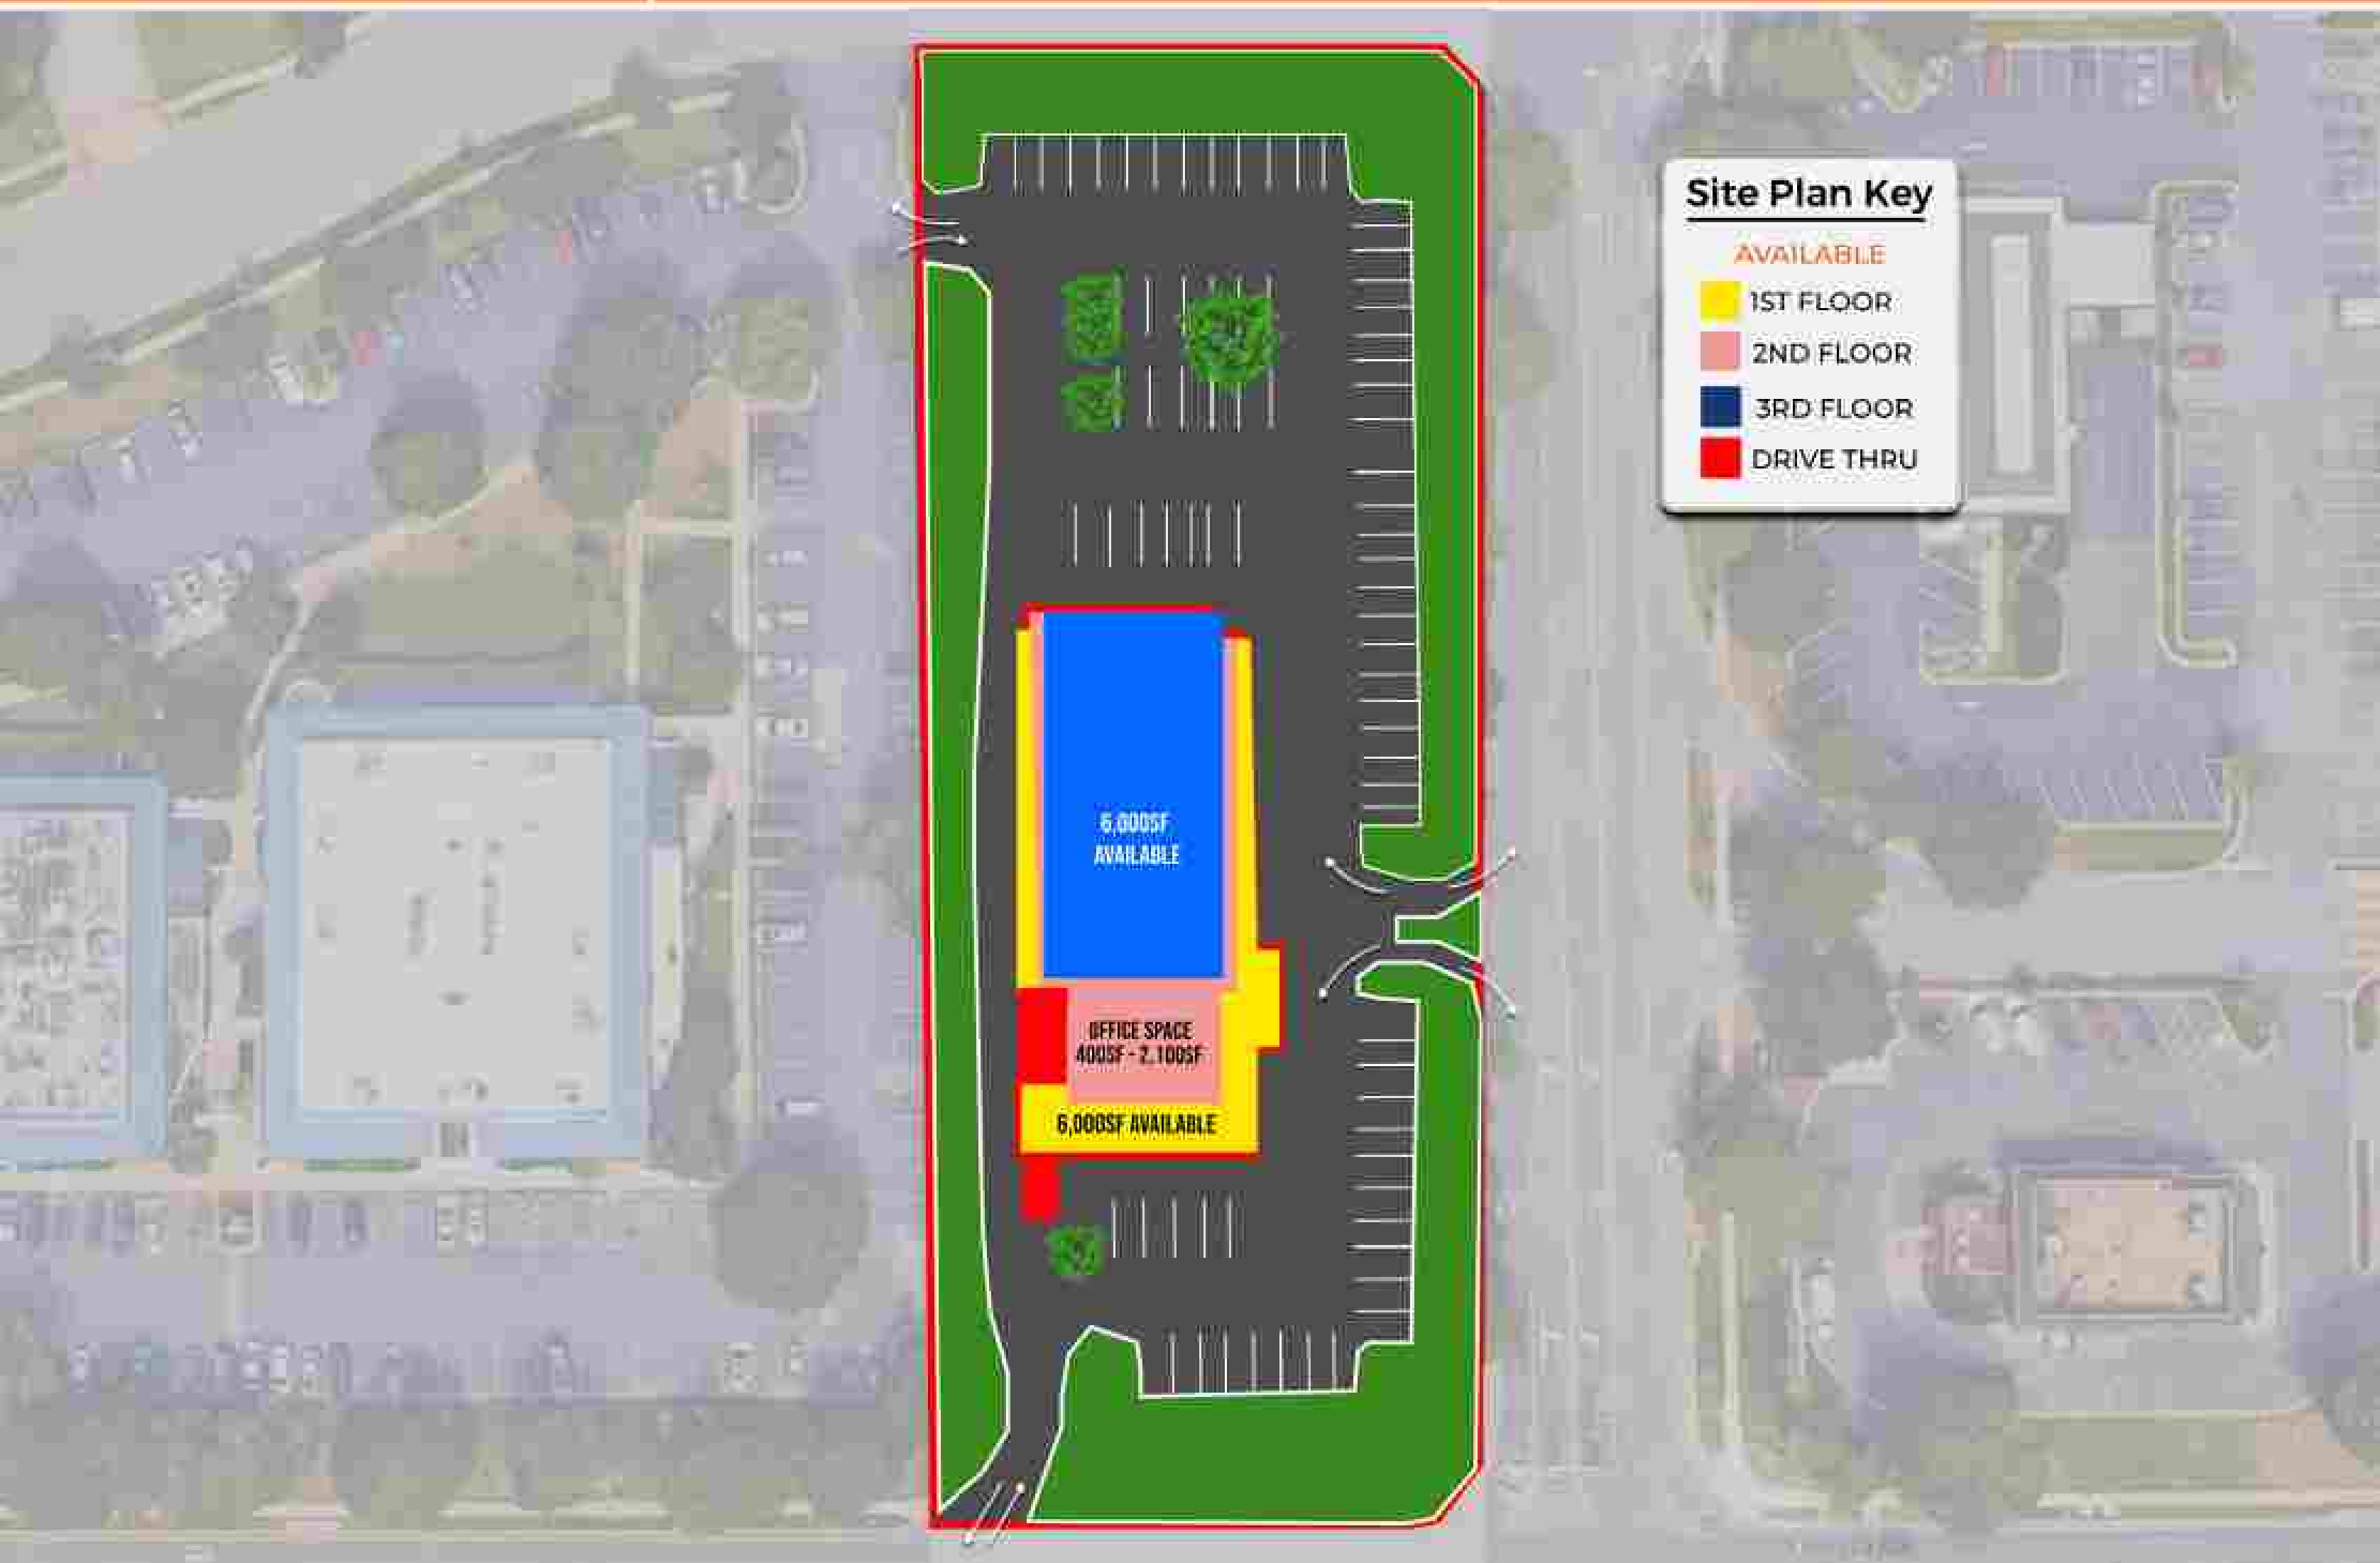 Site Plan Key
AVAILABLE
1ST FLOOR
2ND FLOOR
3RD FLOOR
DRIVE THRU
6,000SF
AVAILABLE
OFFICE SPACE
400SF - 2,100SF
6,000SF AVAILABLE